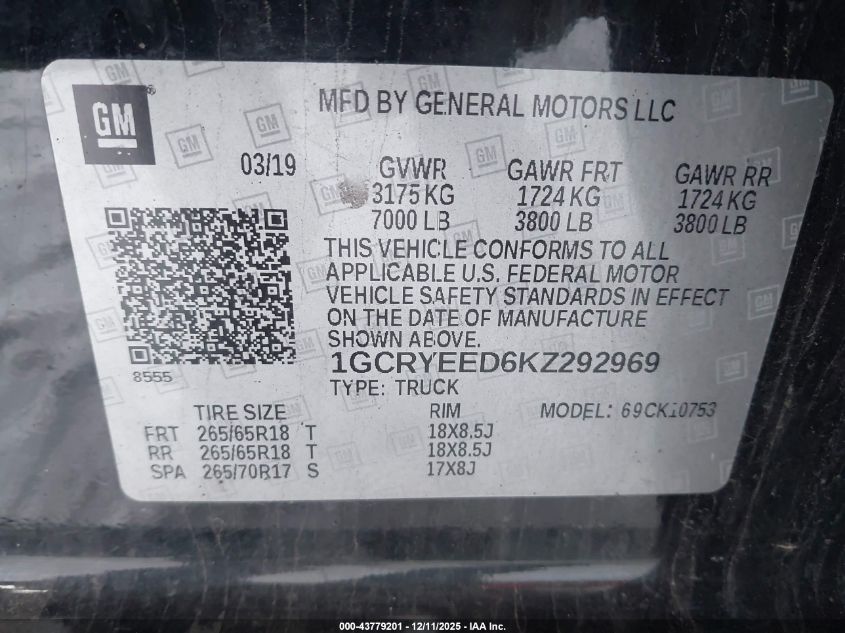 GM
MFD BY GENERAL MOTORS LLC
03/19 GVWR GAWR FRT GAWR RR
3175 KG 1724 KG 1724 KG
7000 LB 3800 LB 3800 LB
THIS VEHICLE CONFORMS TO ALL
APPLICABLE U.S. FEDERAL MOTOR
VEHICLE SAFETY STANDARDS IN EFFECT
ON THE DATE OF MANUFACTURE
SHOWN ABOVE.
8555
1GCRYEED6KZ292969
TYPE: TRUCK
TIRE SIZE RIM MODEL: 69CK10753
FRT 265/65R18 T 18X8.5J
RR 265/65R18 T 18X8.5J
SPA 265/70R17 S 17X8J
000-43779201 - 12/11/2025 - IAA Inc.